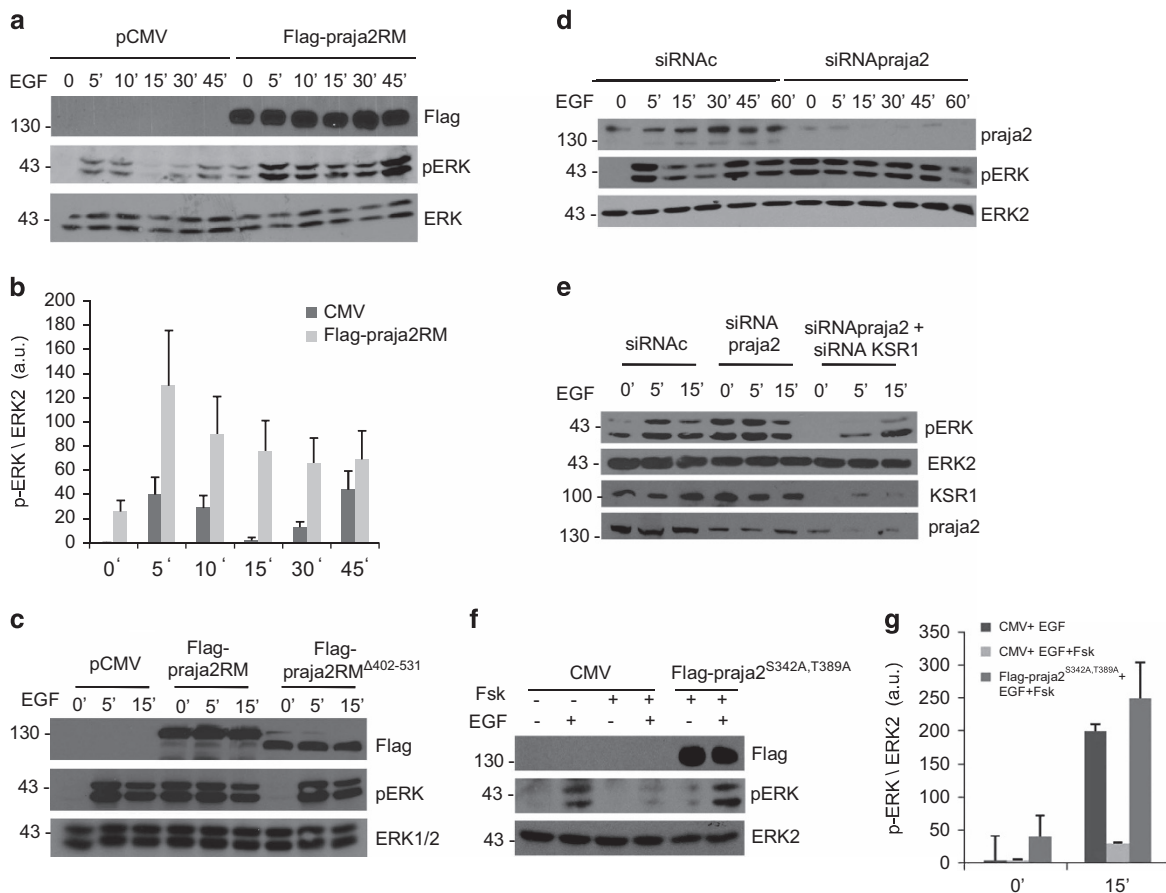 a
pCMV Flag-praja2RM
EGF 0 5’ 10’ 15’ 30’ 45’ 0 5’ 10’ 15’ 30’ 45’
130 - Flag
43 - pERK
43 - ERK
b
200
180
160
140
120
100
80
60
40
20
0
p-ERK \ ERK2 (a.u.)
CMV
Flag-praja2RM
0‘ 5‘ 10‘ 15‘ 30‘ 45‘
c
pCMV
Flag-
praja2RM
Flag-
praja2RMΔ402-531
EGF 0’ 5’ 15’ 0’ 5’ 15’ 0’ 5’ 15’
130 - Flag
43 - pERK
43 - ERK1/2
d
siRNAc siRNApraja2
EGF 0 5’ 15’ 30’ 45’ 60’ 0 5’ 15’ 30’ 45’ 60’
130 - praja2
43 - pERK
43 - ERK2
e
siRNAc
siRNA
praja2
siRNApraja2 +
siRNA KSR1
EGF 0’ 5’ 15’ 0’ 5’ 15’ 0’ 5’ 15’
43 - pERK
43 - ERK2
100 - KSR1
130 - praja2
f
CMV Flag-praja2S342A,T389A
Fsk - - + + + +
EGF - + - + - +
130 - Flag
43 - pERK
43 - ERK2
g
CMV+ EGF
CMV+ EGF+Fsk
Flag-praja2S342A,T389A+
EGF+Fsk
350
300
250
200
150
100
50
0
p-ERK \ ERK2 (a.u.)
0’ 15’